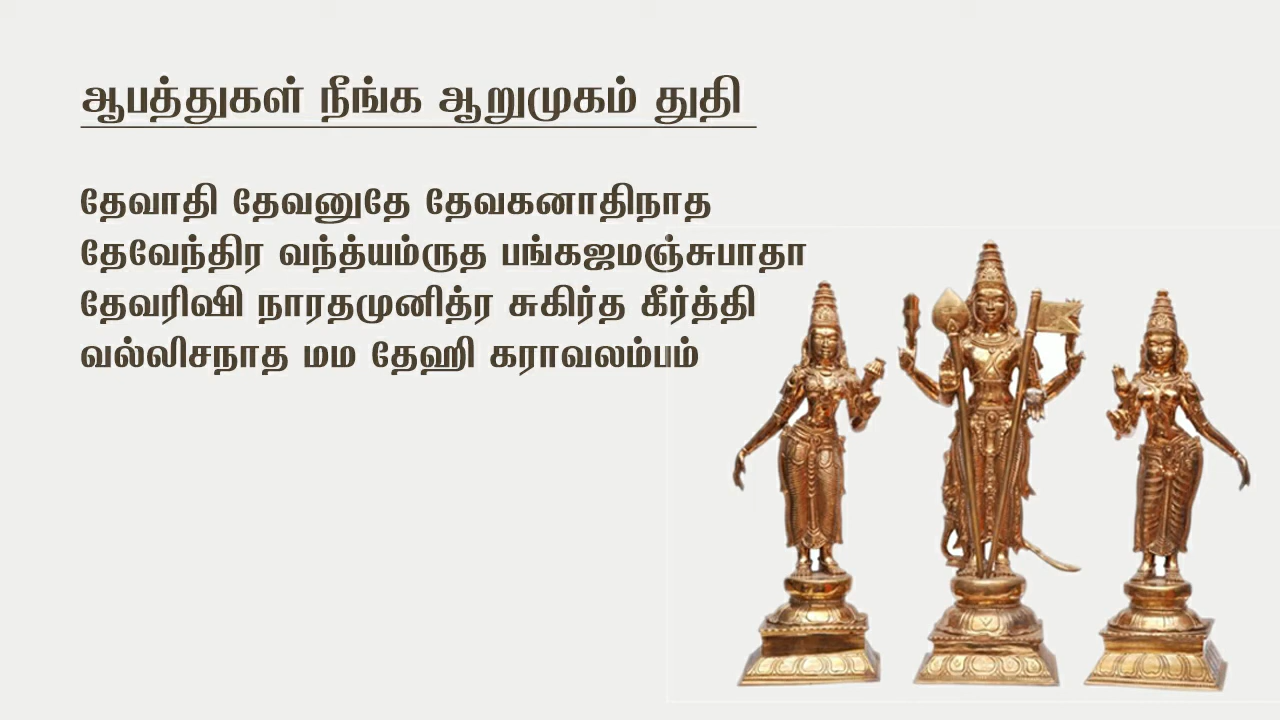 ஆபத்துகள் நீங்க ஆறுமுகம் துதி
தேவாதி தேவனுதே தேவகனாதிநாத
தேவேந்திர வந்த்யம்ருத பங்கஜமஞ்சுபாதா
தேவரிஷி நாரதமுனித்ர சுகிர்த கீர்த்தி
வல்லிசநாத மம தேஹி கராவலம்பம்